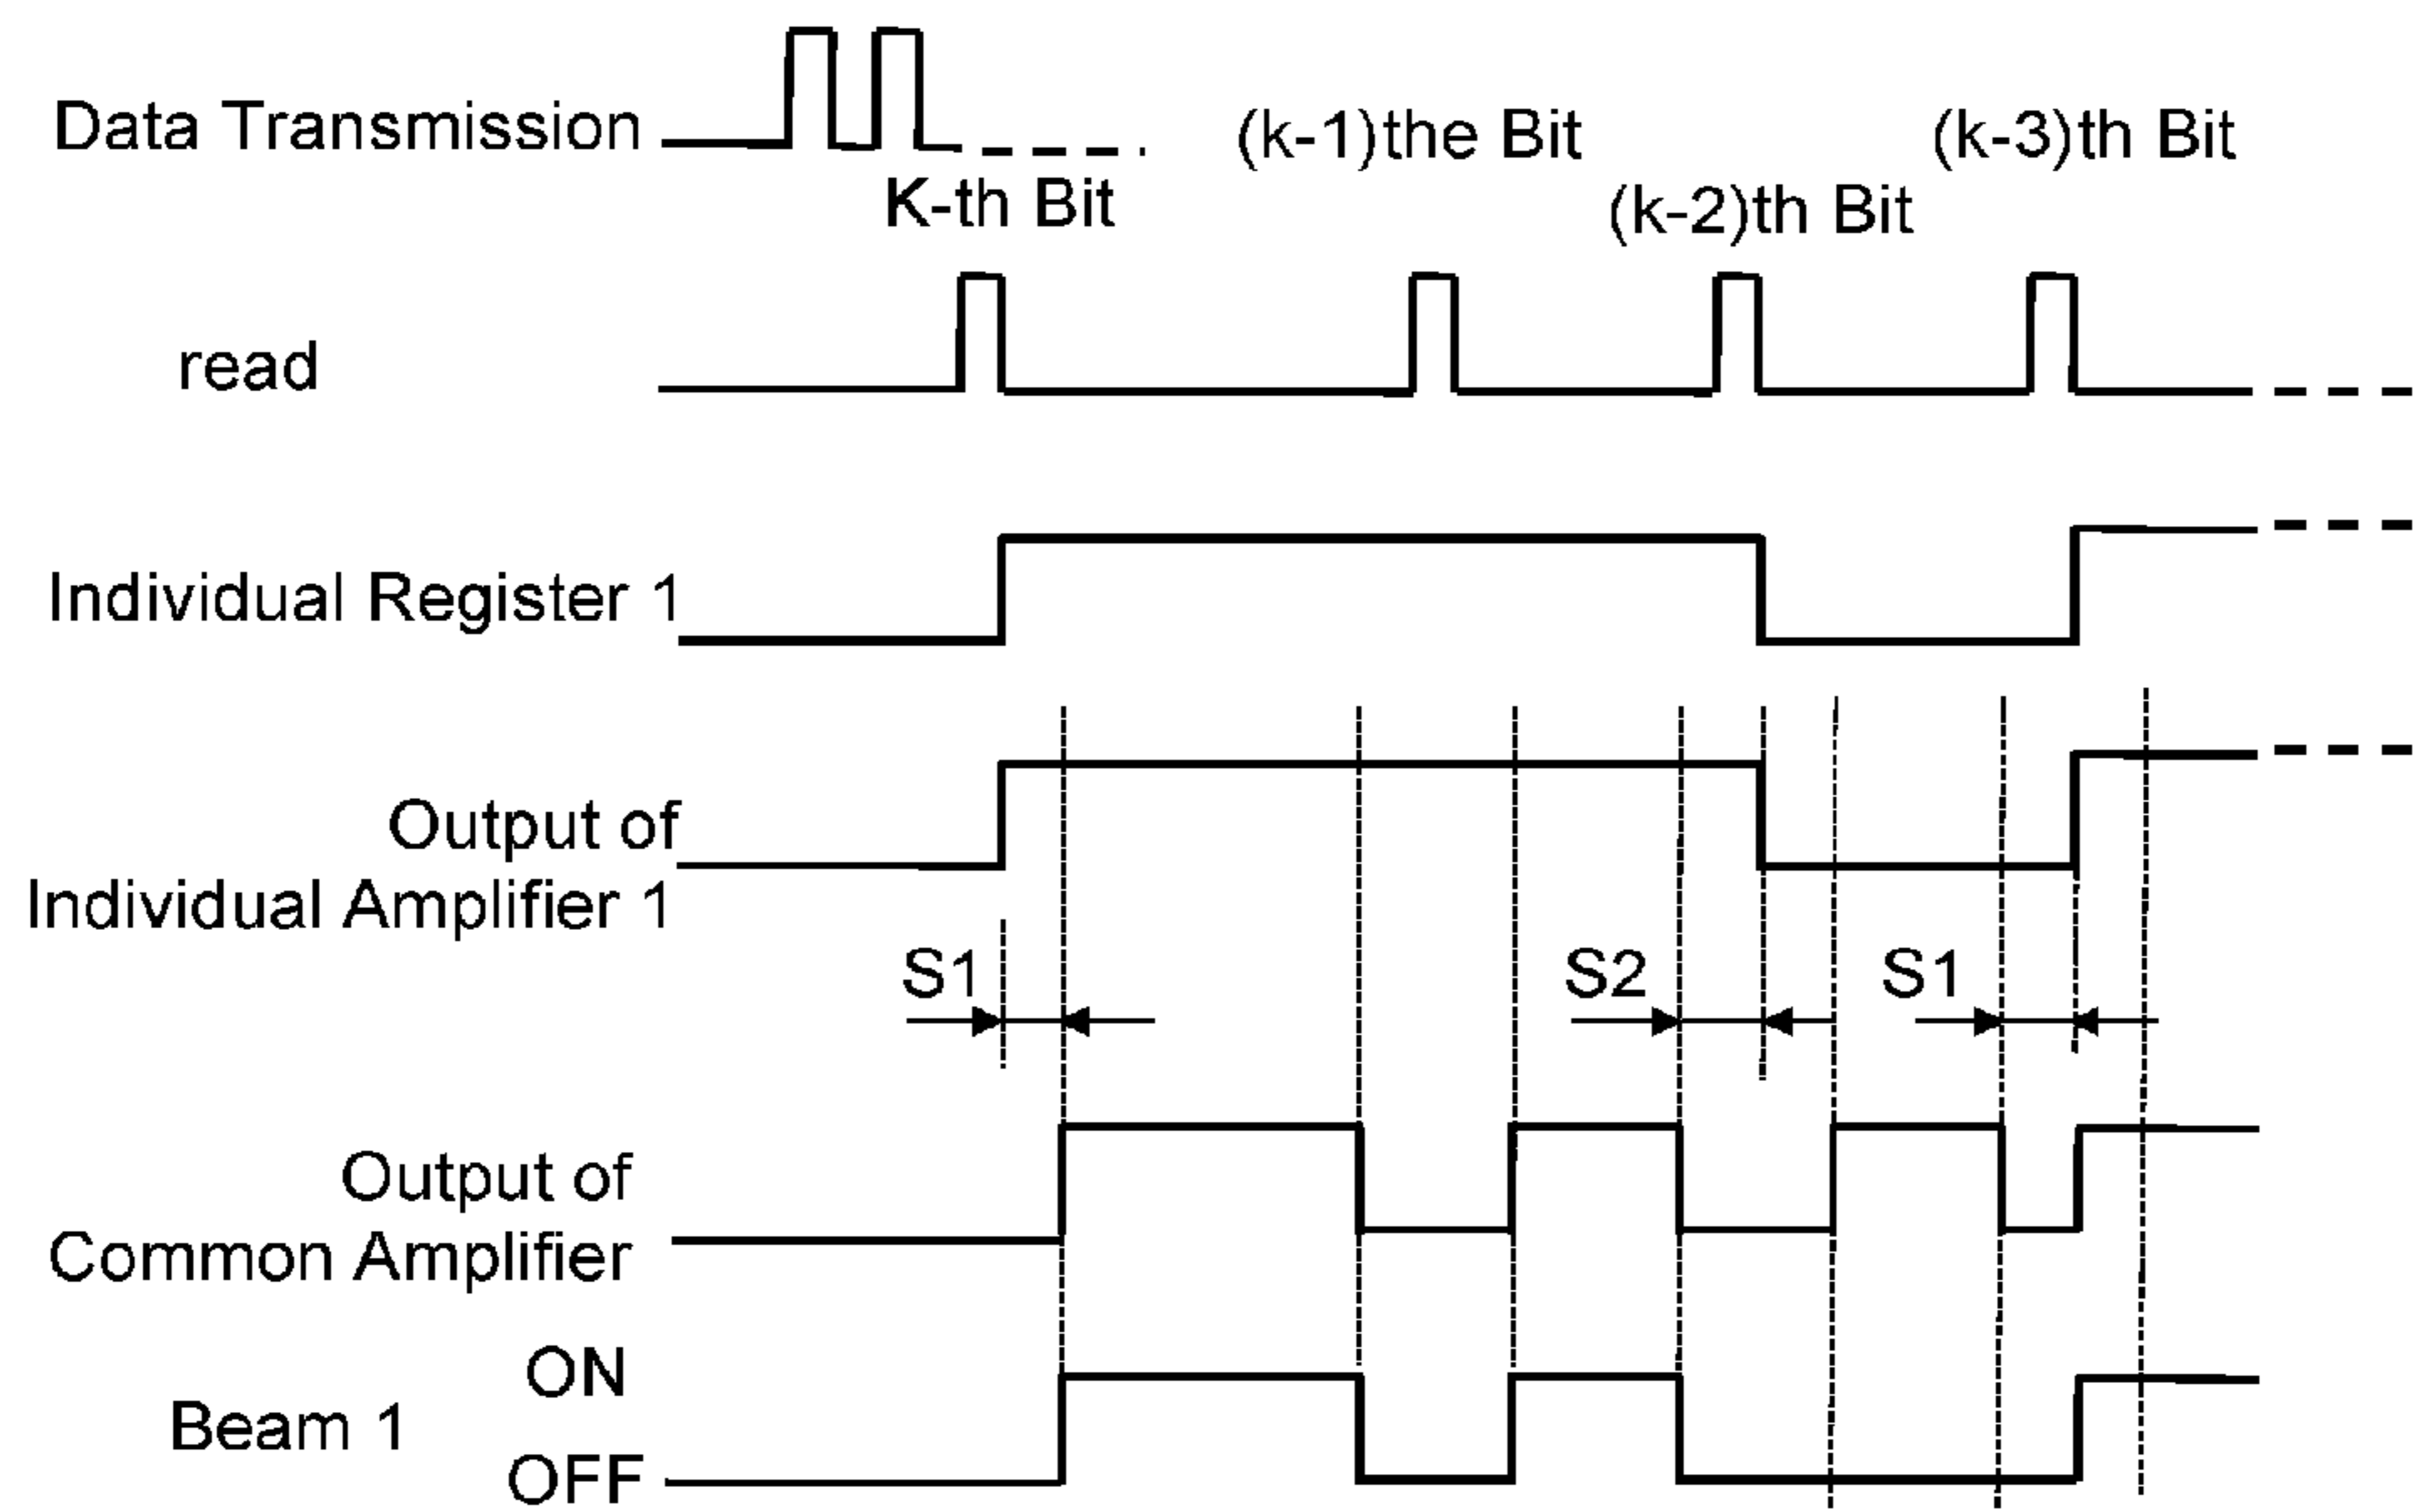 Data Transmission
(k-1)the Bit
(k-3)th Bit
K-th Bit
(k-2)th Bit
read
Individual Register 1
Output of
Individual Amplifier 1
S1
S2
S1
Output of
Common Amplifier
ON
Beam 1
OFF